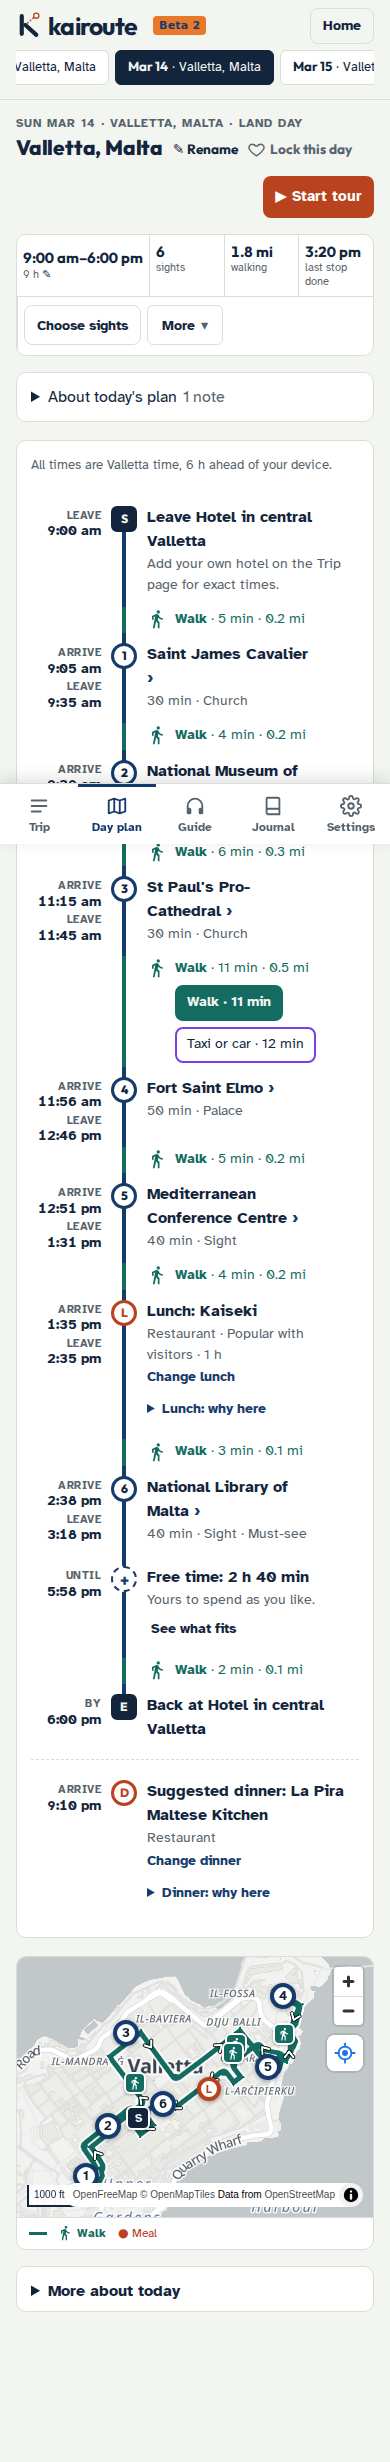 kairoute Beta 2 Home
Valletta, Malta Mar 14 · Valletta, Malta Mar 15 · Vallet
SUN MAR 14 · VALLETTA, MALTA · LAND DAY
Valletta, Malta ✎ Rename ♡ Lock this day
▶ Start tour
9:00 am–6:00 pm 6 1.8 mi 3:20 pm
9 h ✎ sights walking last stop
done
Choose sights More ▾
▶ About today's plan 1 note
All times are Valletta time, 6 h ahead of your device.
LEAVE
9:00 am
S
Leave Hotel in central
Valletta
Add your own hotel on the Trip
page for exact times.
Walk · 5 min · 0.2 mi
ARRIVE
9:05 am
LEAVE
9:35 am
1
Saint James Cavalier
›
30 min · Church
Walk · 4 min · 0.2 mi
ARRIVE
2
National Museum of
Trip Day plan Guide Journal Settings
Walk · 6 min · 0.3 mi
ARRIVE
11:15 am
LEAVE
11:45 am
3
St Paul's Pro-
Cathedral ›
30 min · Church
Walk · 11 min · 0.5 mi
Walk · 11 min
Taxi or car · 12 min
ARRIVE
11:56 am
LEAVE
12:46 pm
4
Fort Saint Elmo ›
50 min · Palace
Walk · 5 min · 0.2 mi
ARRIVE
12:51 pm
LEAVE
1:31 pm
5
Mediterranean
Conference Centre ›
40 min · Sight
Walk · 4 min · 0.2 mi
ARRIVE
1:35 pm
LEAVE
2:35 pm
L
Lunch: Kaiseki
Restaurant · Popular with
visitors · 1 h
Change lunch
▶ Lunch: why here
Walk · 3 min · 0.1 mi
ARRIVE
2:38 pm
LEAVE
3:18 pm
6
National Library of
Malta ›
40 min · Sight · Must-see
UNTIL
5:58 pm
+
Free time: 2 h 40 min
Yours to spend as you like.
See what fits
Walk · 2 min · 0.1 mi
BY
6:00 pm
E
Back at Hotel in central
Valletta
ARRIVE
9:10 pm
D
Suggested dinner: La Pira
Maltese Kitchen
Restaurant
Change dinner
▶ Dinner: why here
IL-FOSSA 4 +
IL-BAVIERA DIJU BALLI −
3
Road IL-MANDRAĠĠ Valletta 5
L L-ARĊIPIERKU
6 S
2
Quarry Wharf
1
1000 ft OpenFreeMap © OpenMapTiles Data from OpenStreetMap
Gardens Harbour
Walk Meal
▶ More about today